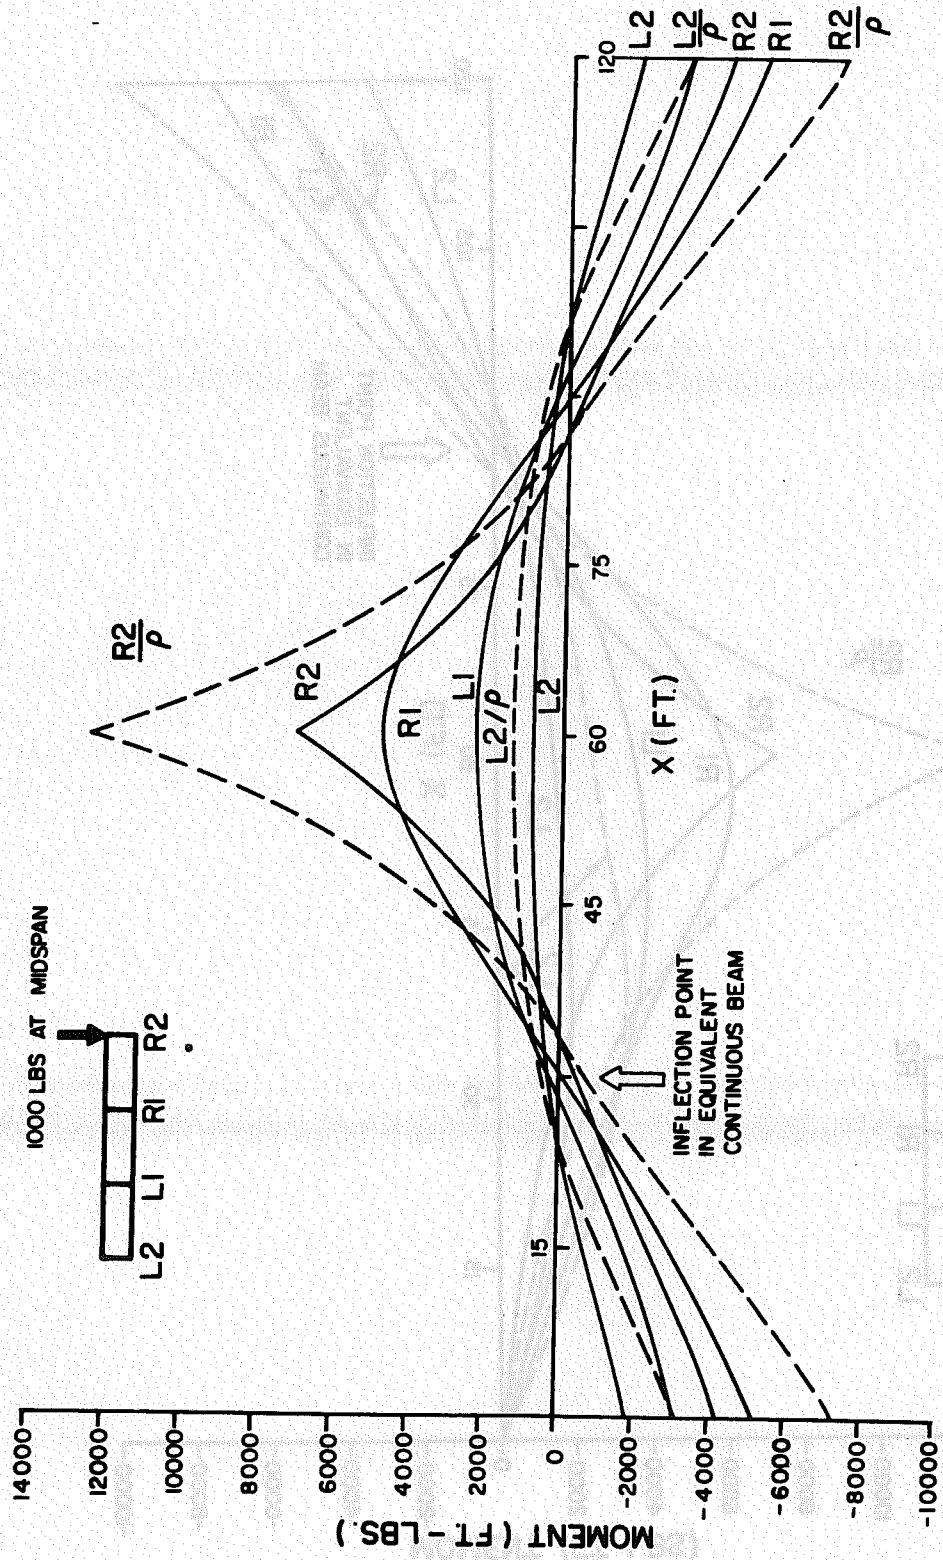 1000 LBS AT MIDSPAN
L2
L1
R1
R2
MOMENT (FT.-LBS.)
14000
12000
10000
8000
6000
4000
2000
0
-2000
-4000
-6000
-8000
-10000
R2/ρ
R2
R1
L1
L2/ρ
L2
15
45
60
75
120
X (FT.)
INFLECTION POINT
IN EQUIVALENT
CONTINUOUS BEAM
L2
L2/ρ
R2
R1
R2/ρ